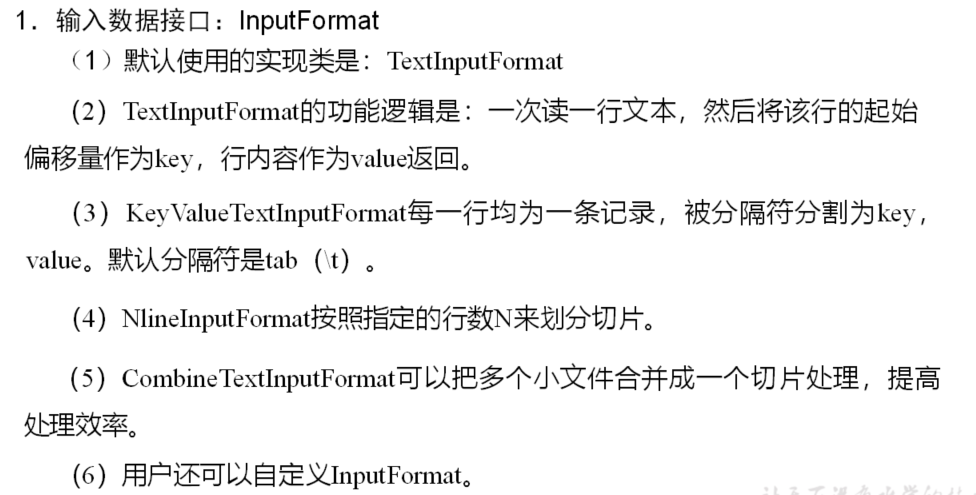 1．输入数据接口：InputFormat
（1）默认使用的实现类是：TextInputFormat
（2）TextInputFormat的功能逻辑是：一次读一行文本，然后将该行的起始
偏移量作为key，行内容作为value返回。
（3）KeyValueTextInputFormat每一行均为一条记录，被分隔符分割为key，
value。默认分隔符是tab（\t）。
（4）NlineInputFormat按照指定的行数N来划分切片。
（5）CombineTextInputFormat可以把多个小文件合并成一个切片处理，提高
处理效率。
（6）用户还可以自定义InputFormat。